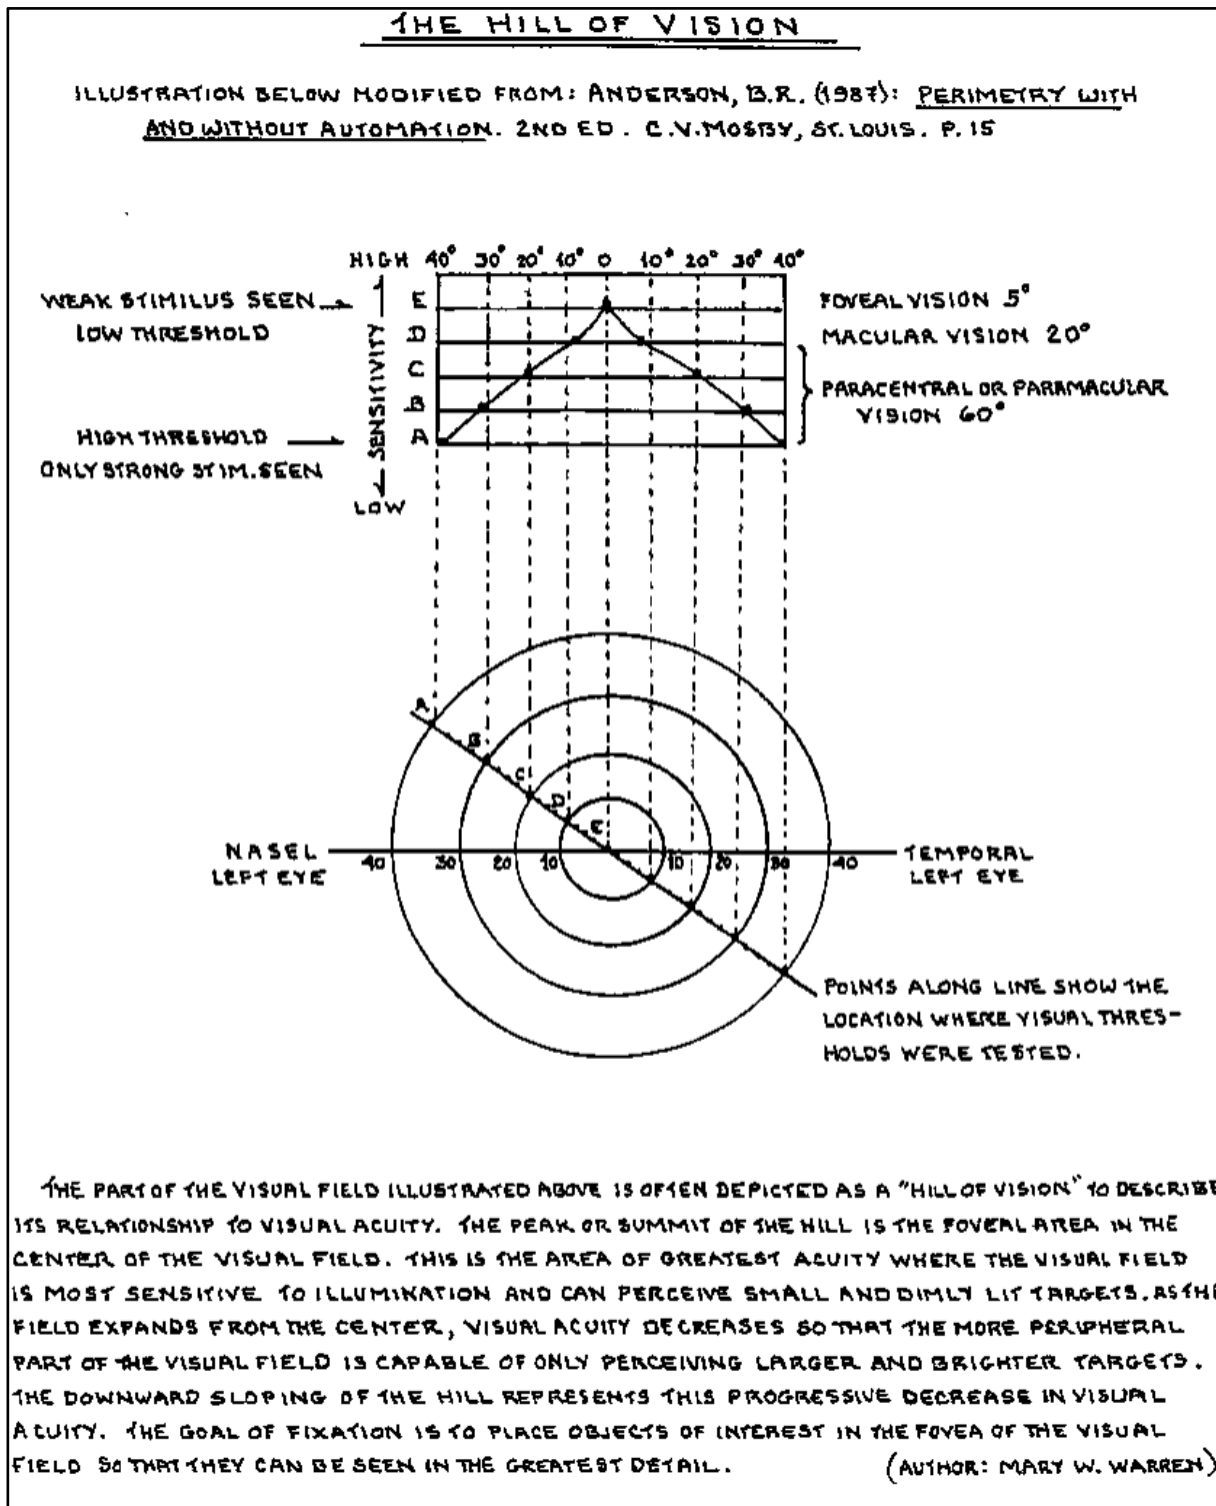 THE HILL OF VISION
ILLUSTRATION BELOW MODIFIED FROM: ANDERSON, B.R. (1987): PERIMETRY WITH
AND WITHOUT AUTOMATION. 2ND ED. C.V. MOSBY, ST. LOUIS. P. 15
HIGH 40° 30° 20° 10° 0 10° 20° 30° 40°
WEAK STIMILUS SEEN
LOW THRESHOLD
HIGH THRESHOLD
ONLY STRONG STIM. SEEN
SENSITIVITY
LOW
E
D
C
B
A
FOVEAL VISION 5°
MACULAR VISION 20°
PARACENTRAL OR PARAMACULAR
VISION 60°
A
B
C
D
E
NASEL
LEFT EYE
40 30 20 10 10 20 30 40
TEMPORAL
LEFT EYE
POINTS ALONG LINE SHOW THE
LOCATION WHERE VISUAL THRES-
HOLDS WERE TESTED.
THE PART OF THE VISUAL FIELD ILLUSTRATED ABOVE IS OFTEN DEPICTED AS A "HILL OF VISION" TO DESCRIBE
ITS RELATIONSHIP TO VISUAL ACUITY. THE PEAK OR SUMMIT OF THE HILL IS THE FOVEAL AREA IN THE
CENTER OF THE VISUAL FIELD. THIS IS THE AREA OF GREATEST ACUITY WHERE THE VISUAL FIELD
IS MOST SENSITIVE TO ILLUMINATION AND CAN PERCEIVE SMALL AND DIMLY LIT TARGETS. AS THE
FIELD EXPANDS FROM THE CENTER, VISUAL ACUITY DECREASES SO THAT THE MORE PERIPHERAL
PART OF THE VISUAL FIELD IS CAPABLE OF ONLY PERCEIVING LARGER AND BRIGHTER TARGETS.
THE DOWNWARD SLOPING OF THE HILL REPRESENTS THIS PROGRESSIVE DECREASE IN VISUAL
ACUITY. THE GOAL OF FIXATION IS TO PLACE OBJECTS OF INTEREST IN THE FOVEA OF THE VISUAL
FIELD SO THAT THEY CAN BE SEEN IN THE GREATEST DETAIL. (AUTHOR: MARY W. WARREN)